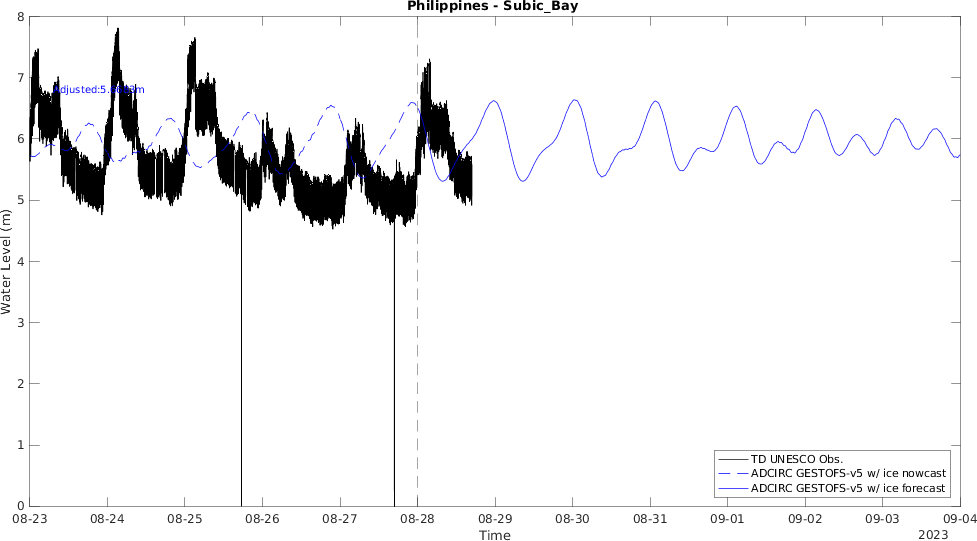 Philippines - Subic_Bay
8
7
6
5
4
3
2
1
0
Water Level (m)
TD UNESCO Obs.
ADCIRC GESTOFS-v5 w/ ice nowcast
ADCIRC GESTOFS-v5 w/ ice forecast
08-23 08-24 08-25 08-26 08-27 08-28 08-29 08-30 08-31 09-01 09-02 09-03 09-04
Time
2023